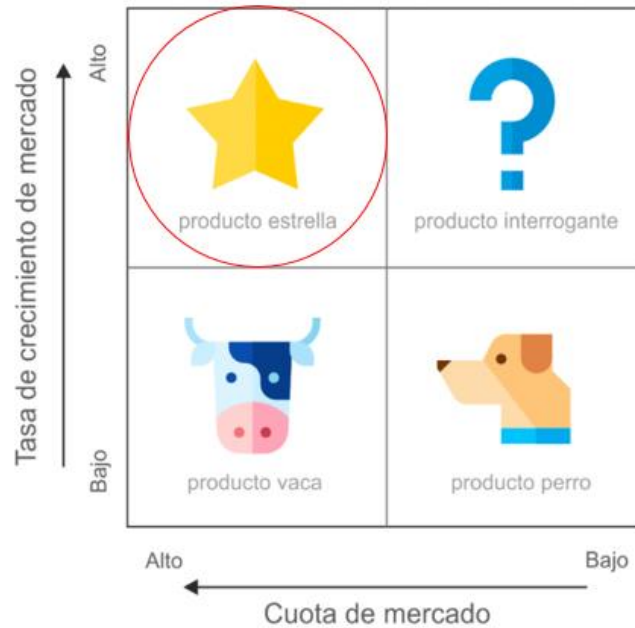 Tasa de crecimiento de mercado
Alto
Bajo
producto estrella
producto interrogante
producto vaca
producto perro
Alto
Bajo
Cuota de mercado